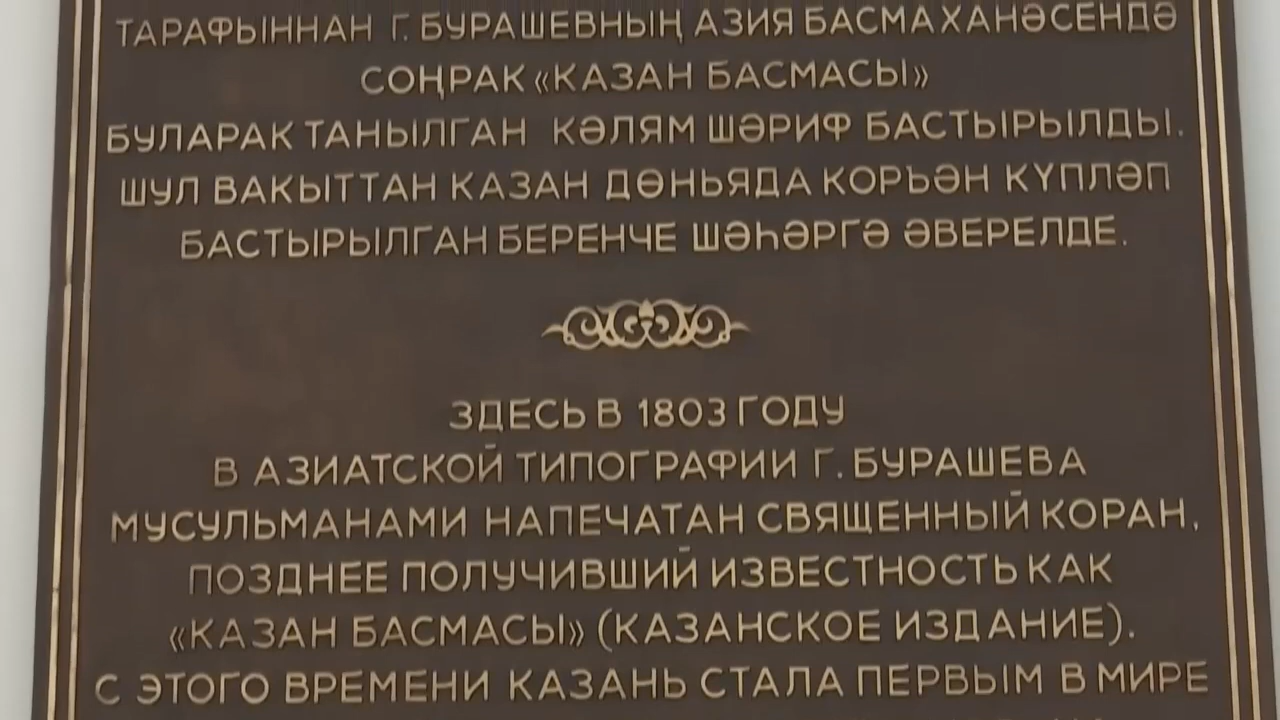 ТАРАФЫННАН Г. БУРАШЕВНЫҢ АЗИЯ БАСМАХАНӘСЕНДӘ
СОҢРАК «КАЗАН БАСМАСЫ»
БУЛАРАК ТАНЫЛГАН КӘЛЯМ ШӘРИФ БАСТЫРЫЛДЫ.
ШУЛ ВАКЫТТАН КАЗАН ДӨНЬЯДА КОРЪӘН КҮПЛӘП
БАСТЫРЫЛГАН БЕРЕНЧЕ ШӘҺӘРГӘ ӘВЕРЕЛДЕ.
ЗДЕСЬ В 1803 ГОДУ
В АЗИАТСКОЙ ТИПОГРАФИИ Г. БУРАШЕВА
МУСУЛЬМАНАМИ НАПЕЧАТАН СВЯЩЕННЫЙ КОРАН,
ПОЗДНЕЕ ПОЛУЧИВШИЙ ИЗВЕСТНОСТЬ КАК
«КАЗАН БАСМАСЫ» (КАЗАНСКОЕ ИЗДАНИЕ).
С ЭТОГО ВРЕМЕНИ КАЗАНЬ СТАЛА ПЕРВЫМ В МИРЕ